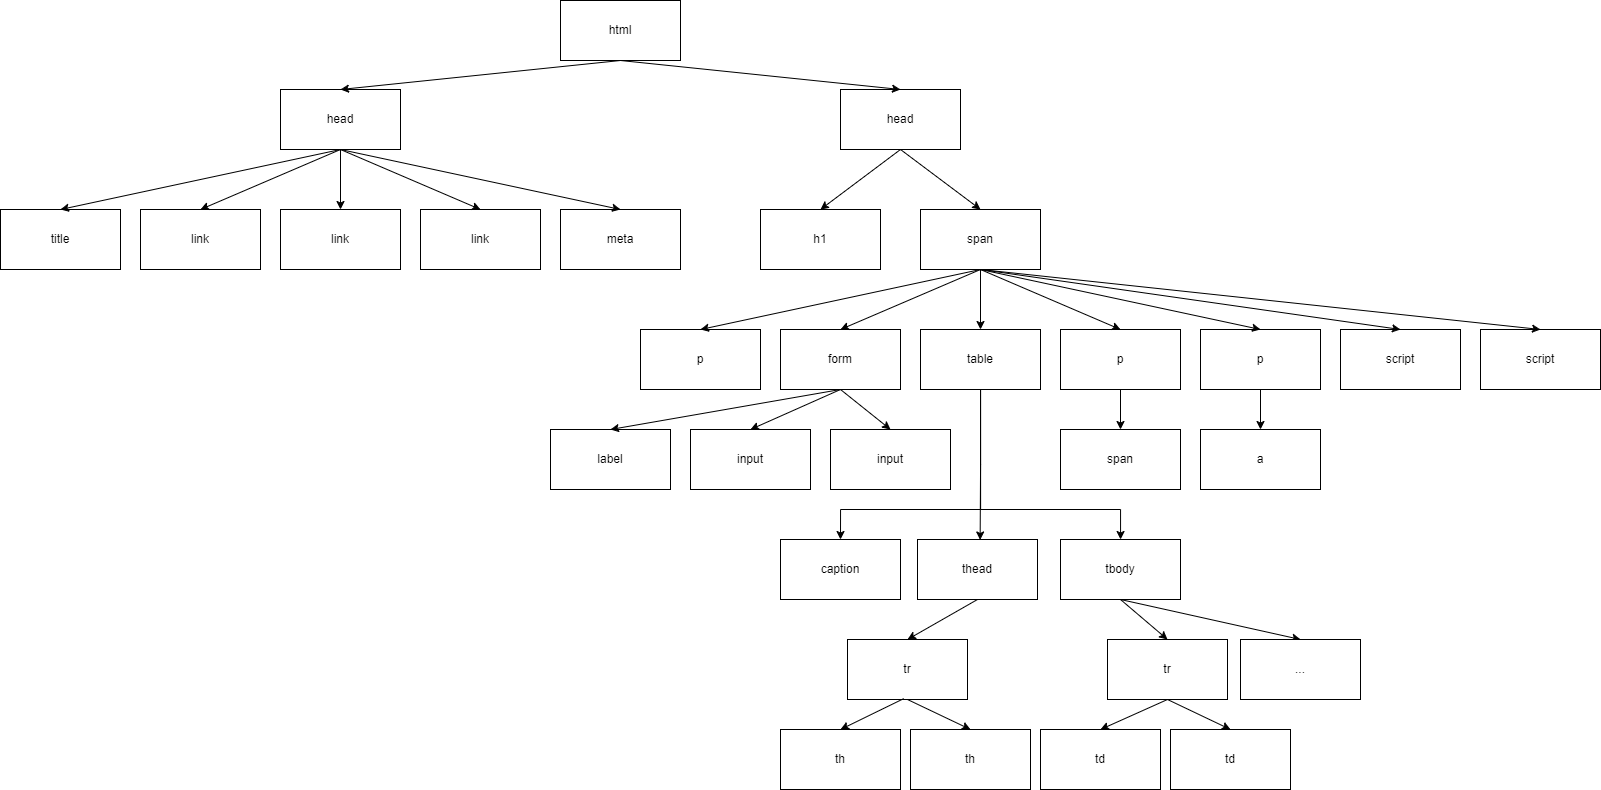 html
head
head
title
link
link
link
meta
h1
span
p
form
table
p
p
script
script
label
input
input
span
a
caption
thead
tbody
tr
tr
...
th
th
td
td